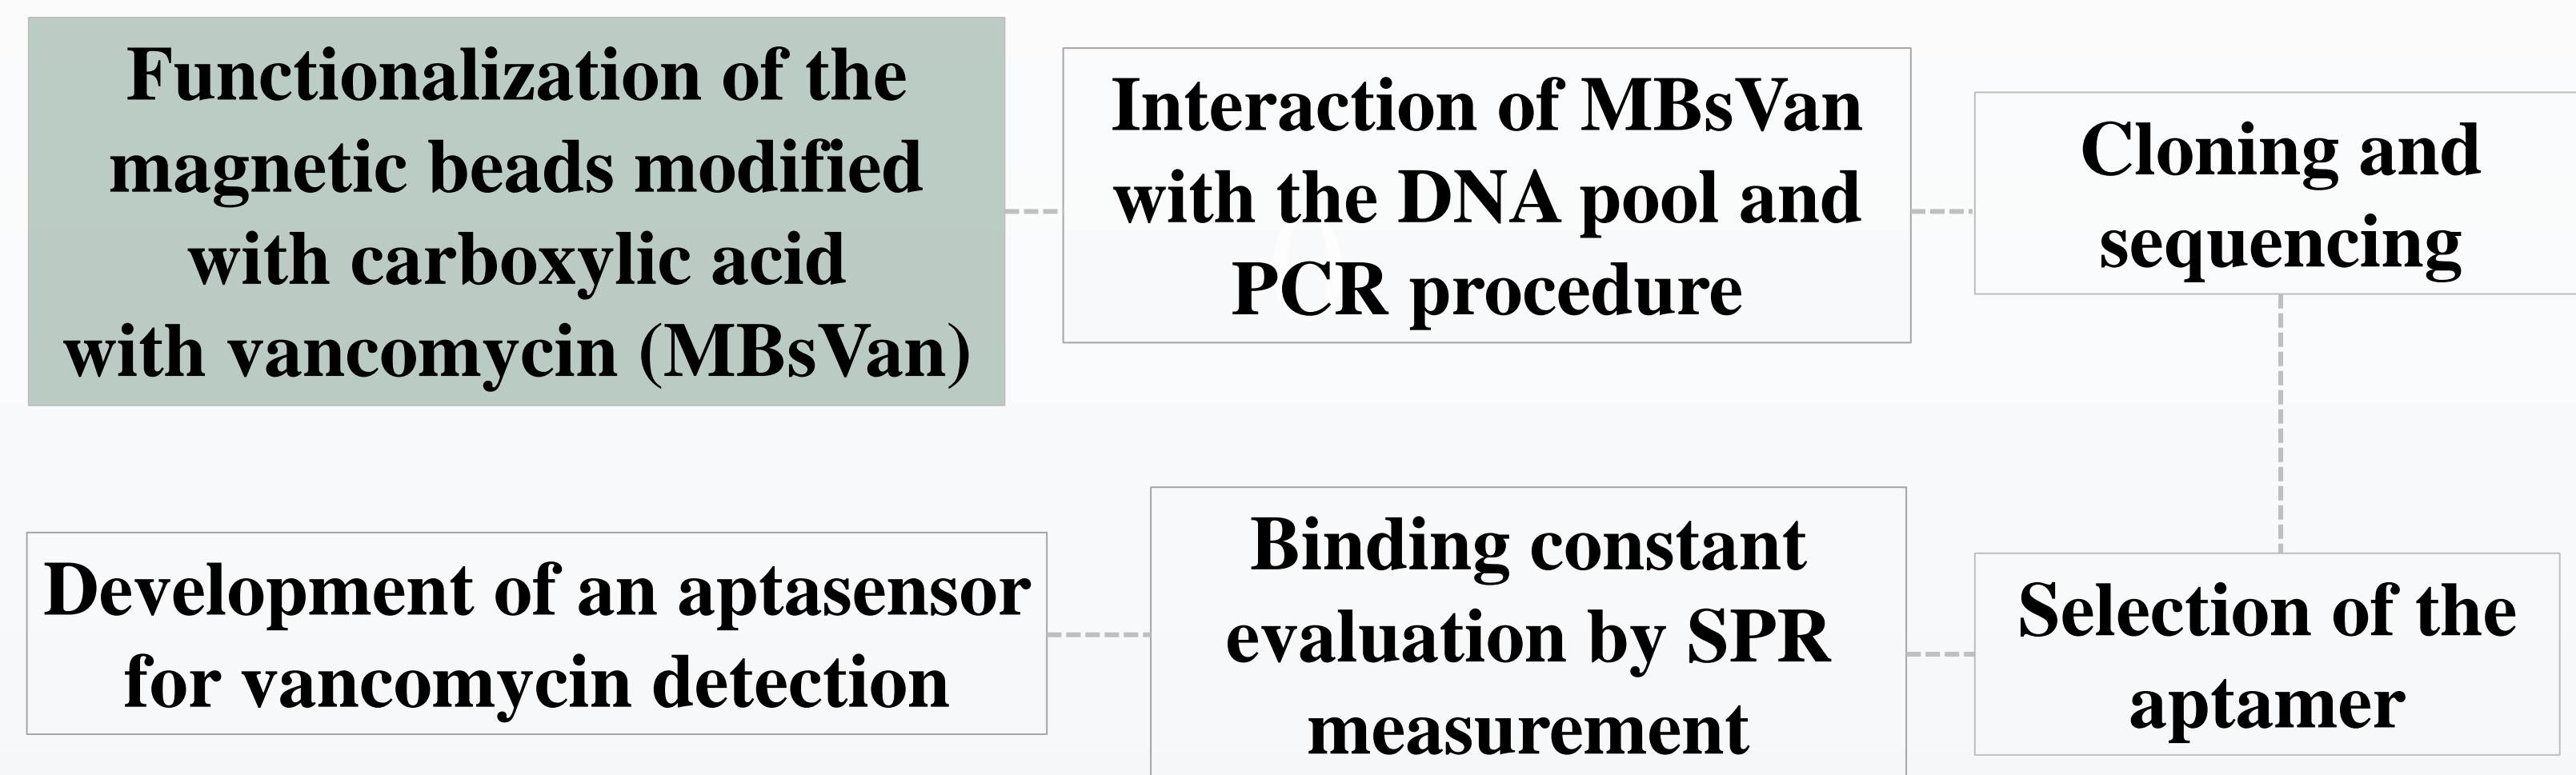 Functionalization of the
magnetic beads modified
with carboxylic acid
with vancomycin (MBsVan)
Interaction of MBsVan
with the DNA pool and
PCR procedure
Cloning and
sequencing
Selection of the
aptamer
Binding constant
evaluation by SPR
measurement
Development of an aptasensor
for vancomycin detection